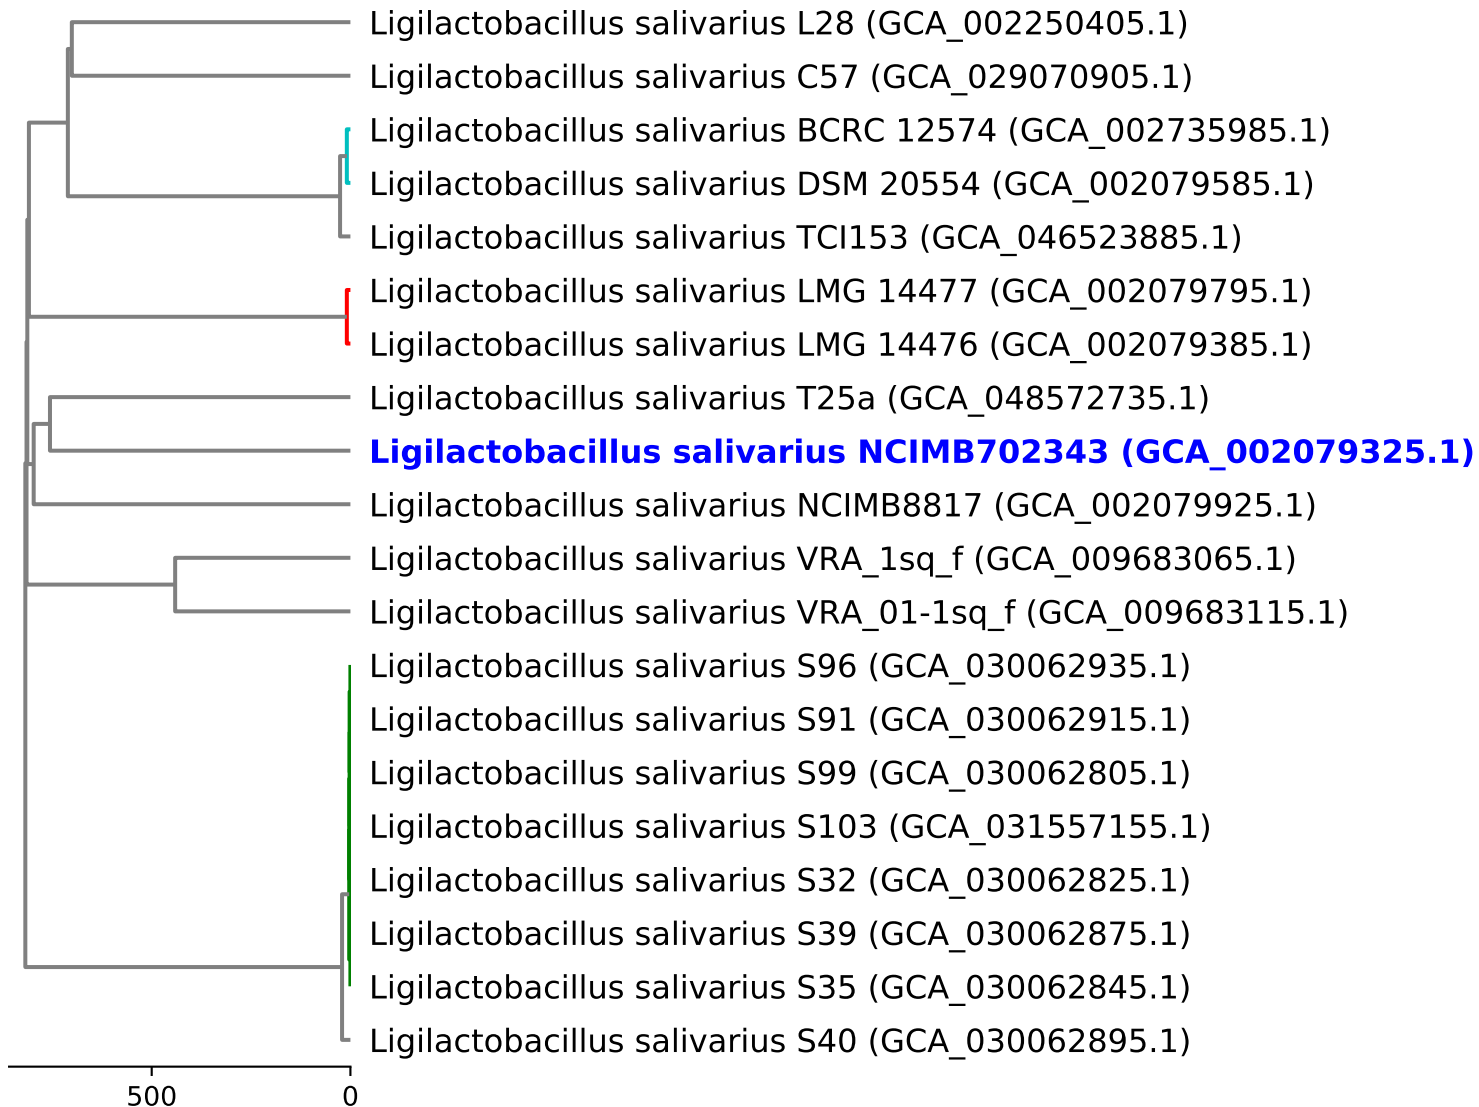 Ligilactobacillus salivarius L28 (GCA_002250405.1)
Ligilactobacillus salivarius C57 (GCA_029070905.1)
Ligilactobacillus salivarius BCRC 12574 (GCA_002735985.1)
Ligilactobacillus salivarius DSM 20554 (GCA_002079585.1)
Ligilactobacillus salivarius TCI153 (GCA_046523885.1)
Ligilactobacillus salivarius LMG 14477 (GCA_002079795.1)
Ligilactobacillus salivarius LMG 14476 (GCA_002079385.1)
Ligilactobacillus salivarius T25a (GCA_048572735.1)
Ligilactobacillus salivarius NCIMB702343 (GCA_002079325.1)
Ligilactobacillus salivarius NCIMB8817 (GCA_002079925.1)
Ligilactobacillus salivarius VRA_1sq_f (GCA_009683065.1)
Ligilactobacillus salivarius VRA_01-1sq_f (GCA_009683115.1)
Ligilactobacillus salivarius S96 (GCA_030062935.1)
Ligilactobacillus salivarius S91 (GCA_030062915.1)
Ligilactobacillus salivarius S99 (GCA_030062805.1)
Ligilactobacillus salivarius S103 (GCA_031557155.1)
Ligilactobacillus salivarius S32 (GCA_030062825.1)
Ligilactobacillus salivarius S39 (GCA_030062875.1)
Ligilactobacillus salivarius S35 (GCA_030062845.1)
Ligilactobacillus salivarius S40 (GCA_030062895.1)
500 0